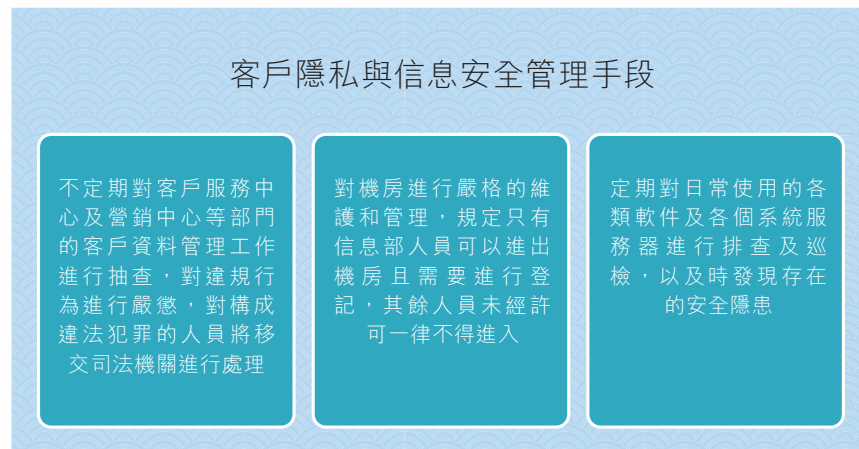 客戶隱私與信息安全管理手段
不定期對客戶服務中
心及營銷中心等部門
的客戶資料管理工作
進行抽查，對違規行
為進行嚴懲，對構成
違法犯罪的人員將移
交司法機關進行處理
對機房進行嚴格的維
護和管理，規定只有
信息部人員可以進出
機房且需要進行登
記，其餘人員未經許
可一律不得進入
定期對日常使用的各
類軟件及各個系統服
務器進行排查及巡
檢，以及時發現存在
的安全隱患